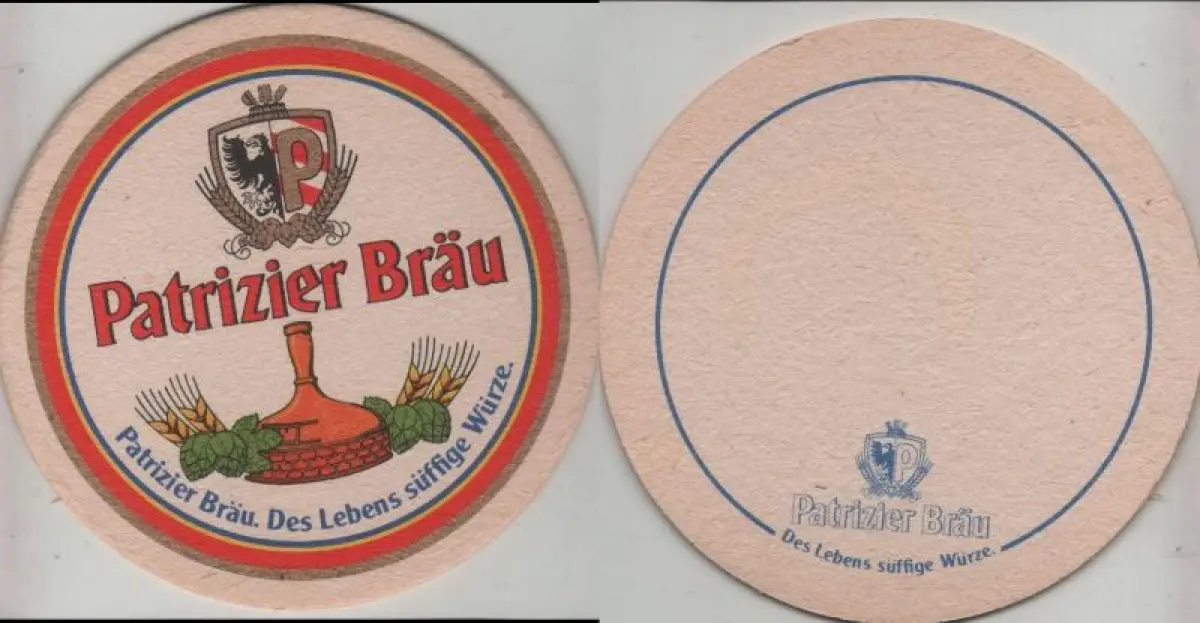 P
Patrizier Bräu
Patrizier Bräu. Des Lebens süffige Würze.
P
Patrizier Bräu
Des Lebens süffige Würze.